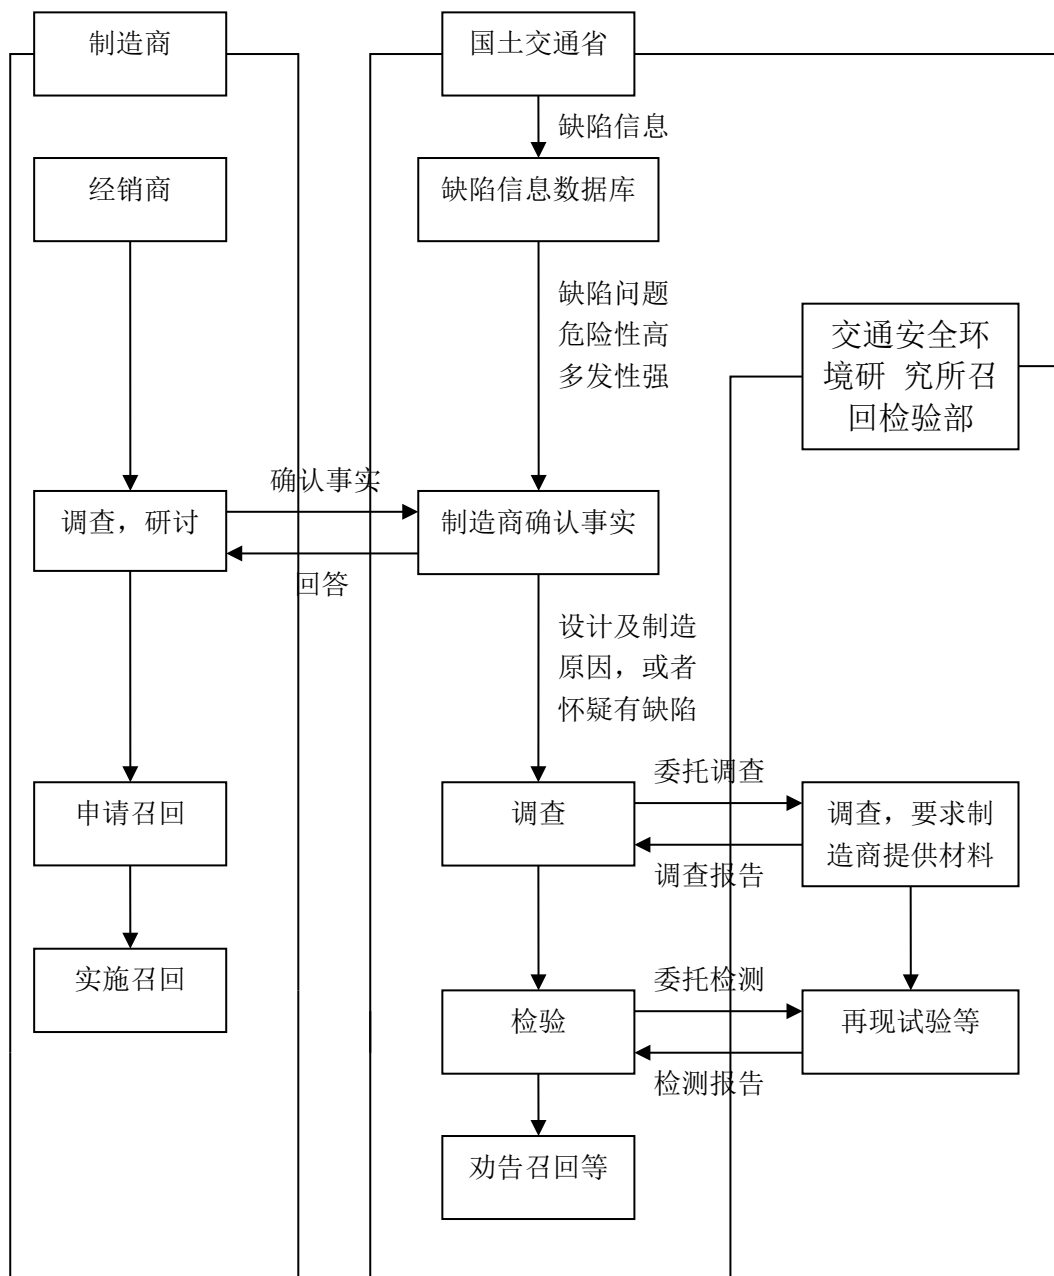 制造商
国土交通省
缺陷信息
经销商
缺陷信息数据库
缺陷问题
危险性高
多发性强
交通安全环
境研 究所召
回检验部
确认事实
调查，研讨
制造商确认事实
回答
设计及制造
原因，或者
怀疑有缺陷
委托调查
申请召回
调查
调查，要求制
造商提供材料
调查报告
实施召回
委托检测
检验
再现试验等
检测报告
劝告召回等